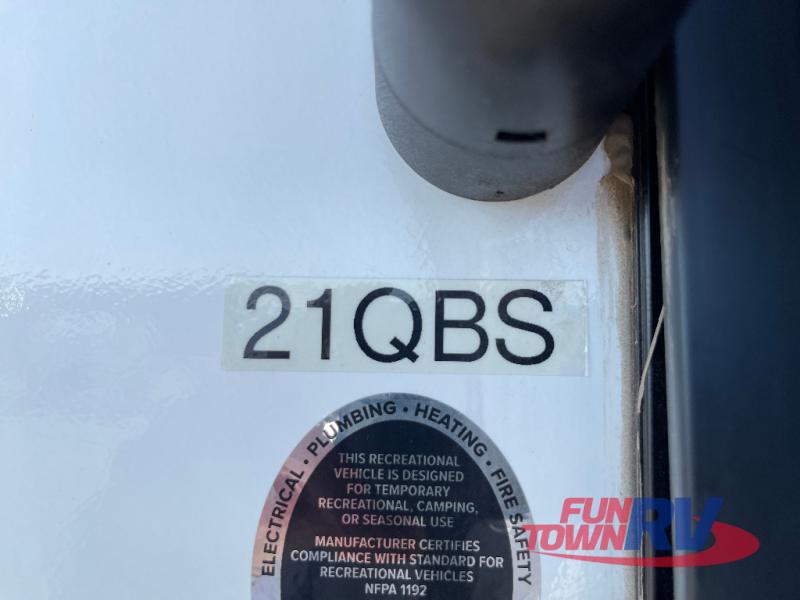 21QBS
ELECTRICAL • PLUMBING • HEATING • FIRE SAFETY
THIS RECREATIONAL
VEHICLE IS DESIGNED
FOR TEMPORARY
RECREATIONAL, CAMPING,
OR SEASONAL USE
MANUFACTURER CERTIFIES
COMPLIANCE WITH STANDARD FOR
RECREATIONAL VEHICLES
NFPA 1192
FUN
TOWN RV